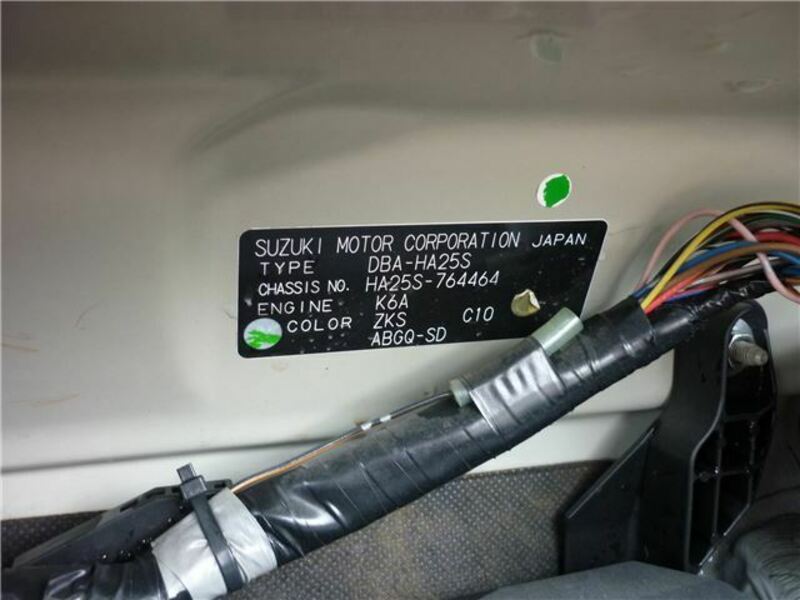 SUZUKI MOTOR CORPORATION JAPAN
TYPE DBA-HA25S
CHASSIS NO. HA25S-764464
ENGINE K6A
COLOR ZKS C10
ABGQ-SD